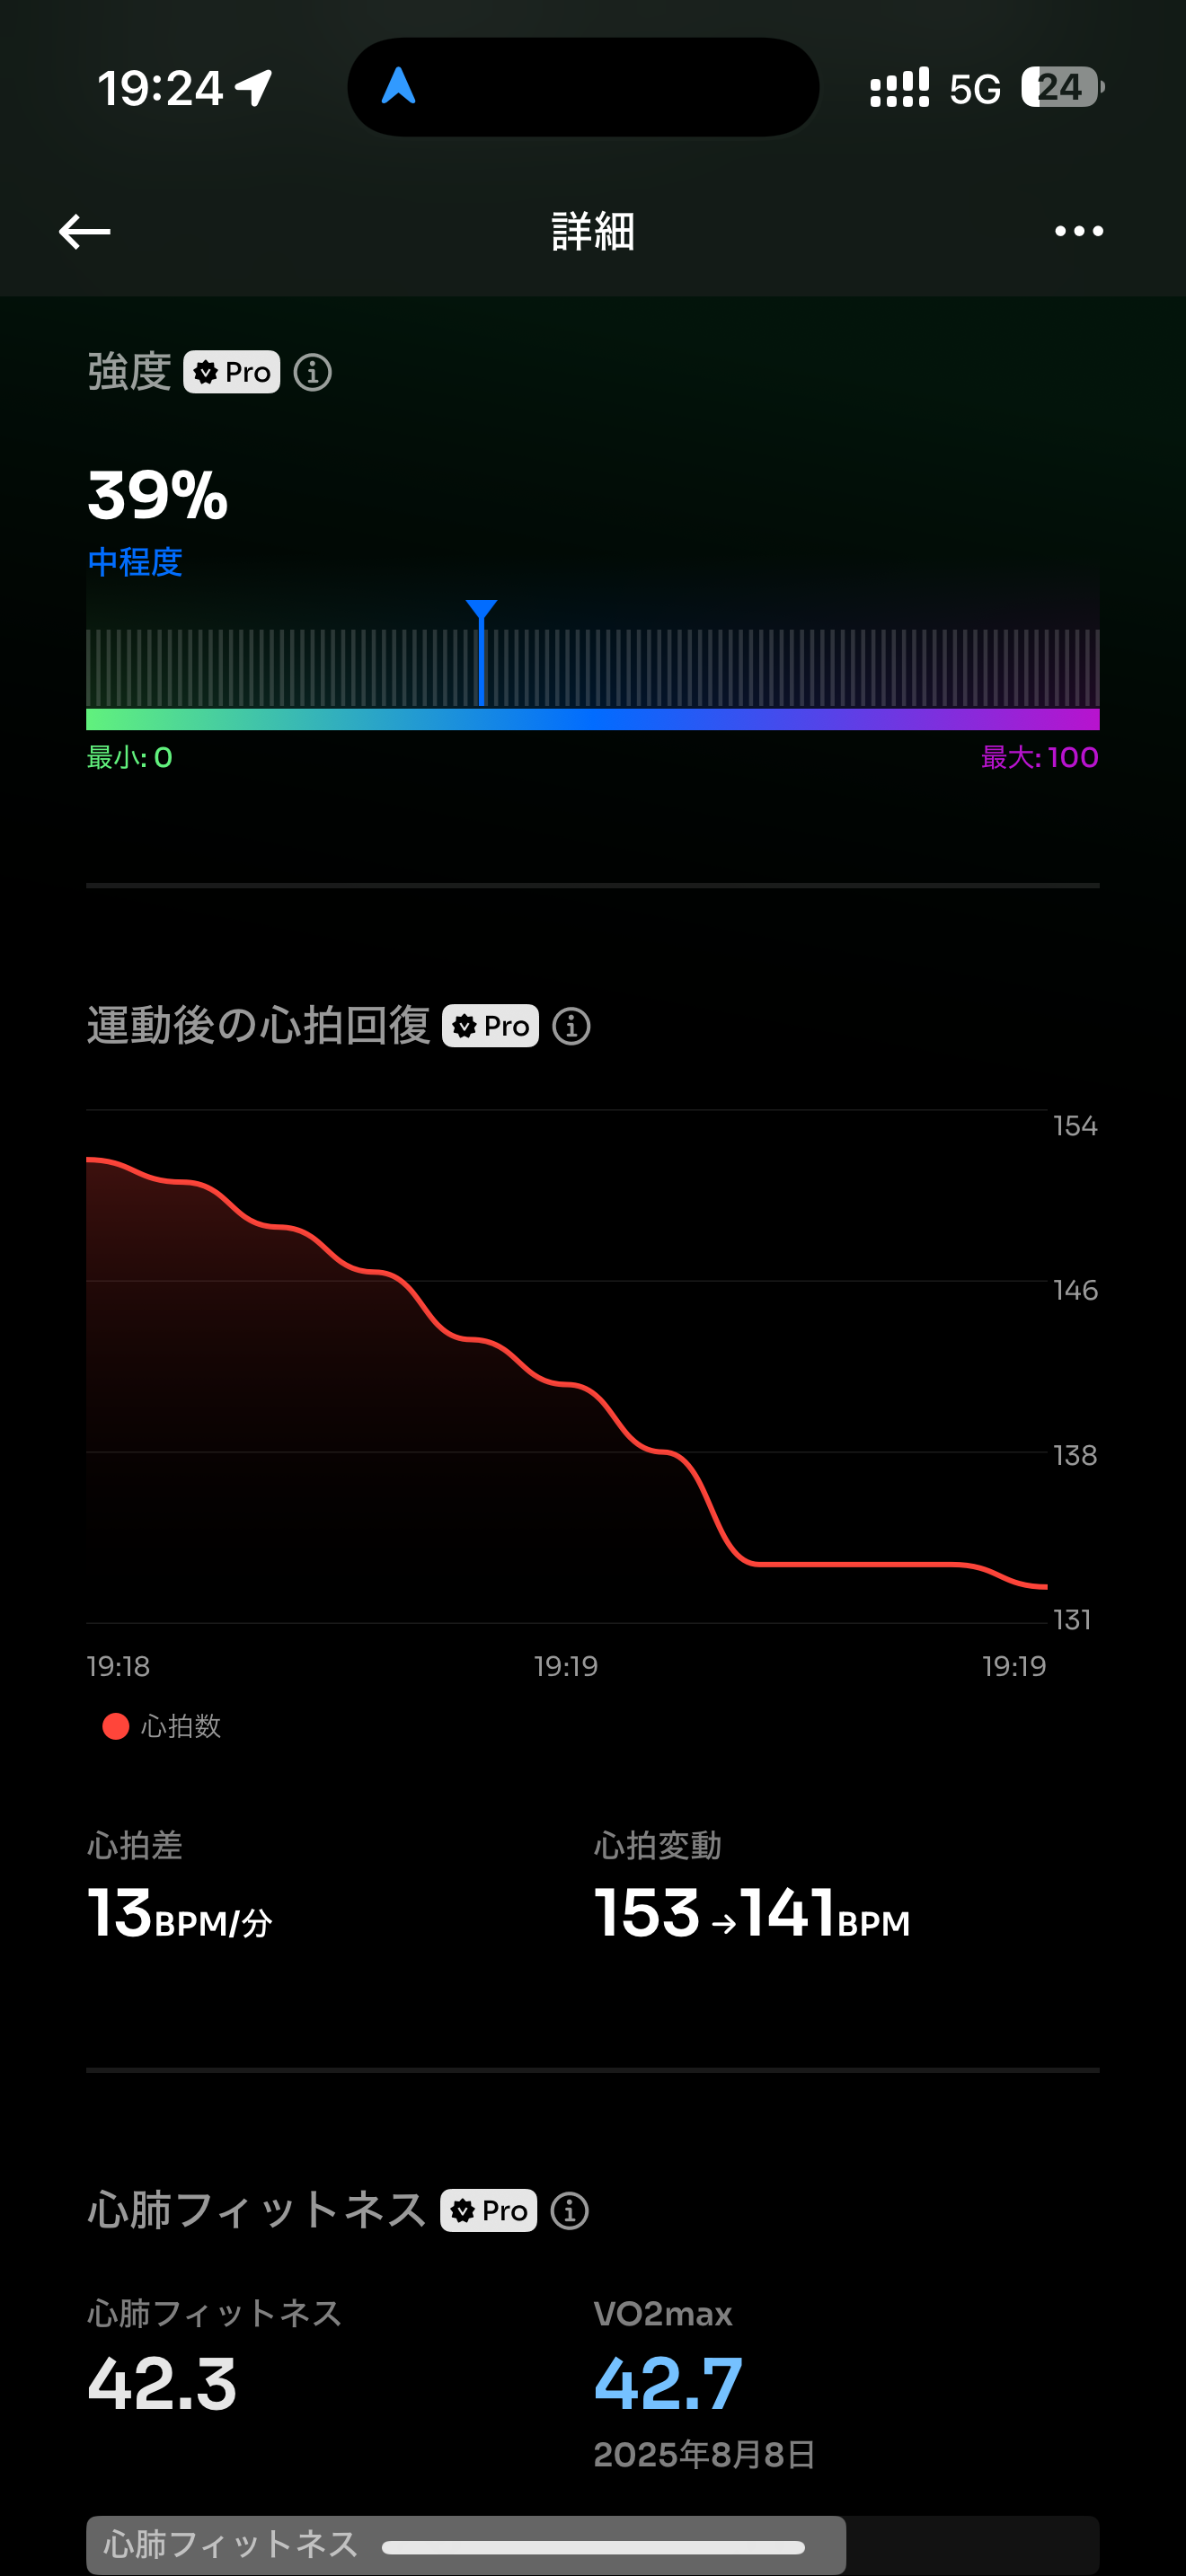 19:24 5G 24
詳細
強度 Pro
39%
中程度
最小: 0 最大: 100
運動後の心拍回復 Pro
154
146
138
131
19:18 19:19 19:19
心拍数
心拍差 心拍変動
13BPM/分 153→141BPM
心肺フィットネス Pro
心肺フィットネス VO2max
42.3 42.7
2025年8月8日
心肺フィットネス